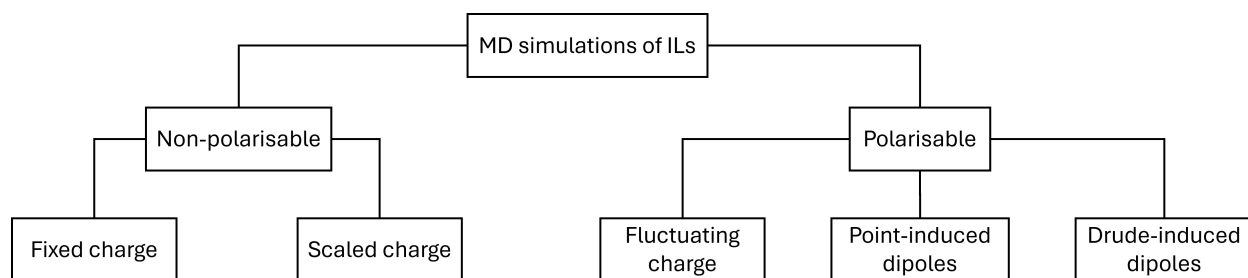 MD simulations of ILs
Non-polarisable
Polarisable
Fixed charge
Scaled charge
Fluctuating
charge
Point-induced
dipoles
Drude-induced
dipoles